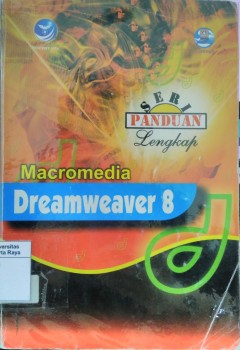 SERI
PANDUAN
Lengkap
Macromedia
Dreamweaver 8